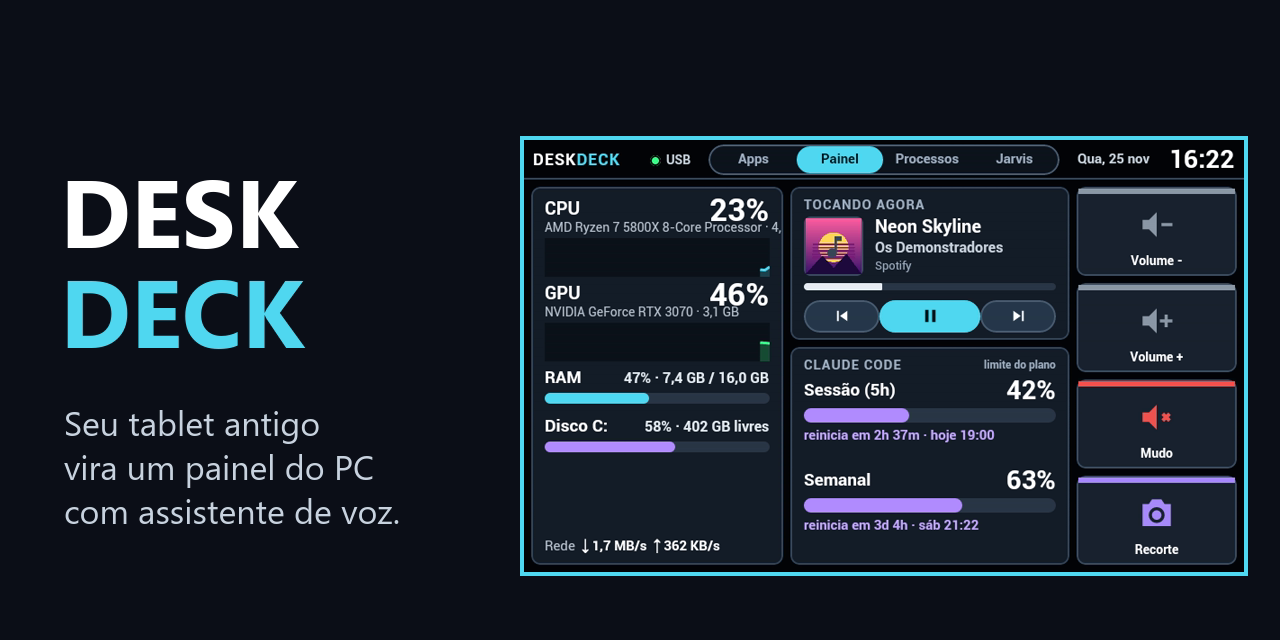 DESK
DECK
Seu tablet antigo
vira um painel do PC
com assistente de voz.
DESKDECK
USB
Apps
Painel
Processos
Jarvis
Qua, 25 nov
16:22
CPU
23%
AMD Ryzen 7 5800X 8-Core Processor · 4,
GPU
46%
NVIDIA GeForce RTX 3070 · 3,1 GB
RAM
47% · 7,4 GB / 16,0 GB
Disco C:
58% · 402 GB livres
Rede ↓1,7 MB/s ↑362 KB/s
TOCANDO AGORA
Neon Skyline
Os Demonstradores
Spotify
CLAUDE CODE
limite do plano
Sessão (5h)
42%
reinicia em 2h 37m · hoje 19:00
Semanal
63%
reinicia em 3d 4h · sáb 21:22
Volume -
Volume +
Mudo
Recorte